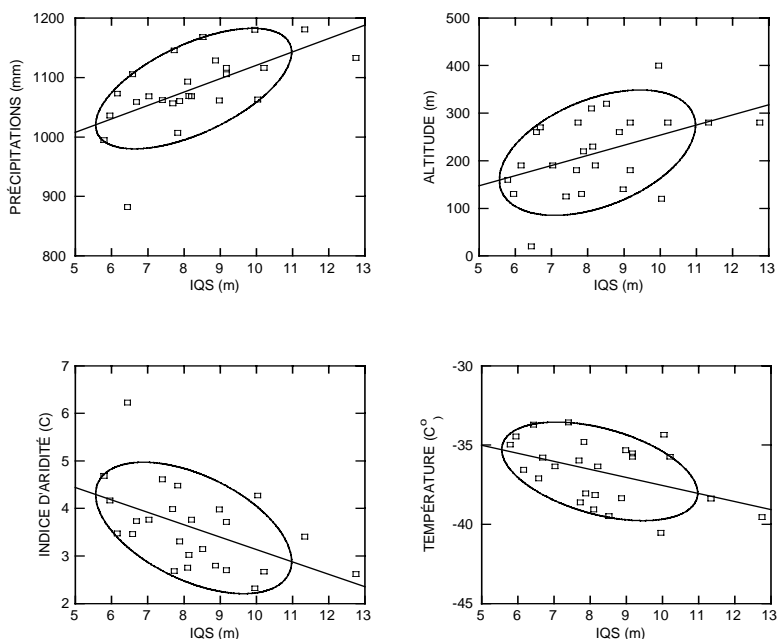 1200
1100
1000
900
800
PRÉCIPITATIONS (mm)
5 6 7 8 9 10 11 12 13
IQS (m)
500
400
300
200
100
0
ALTITUDE (m)
5 6 7 8 9 10 11 12 13
IQS (m)
7
6
5
4
3
2
INDICE D'ARIDITÉ (C)
5 6 7 8 9 10 11 12 13
IQS (m)
-30
-35
-40
-45
TEMPÉRATURE (C°)
5 6 7 8 9 10 11 12 13
IQS (m)